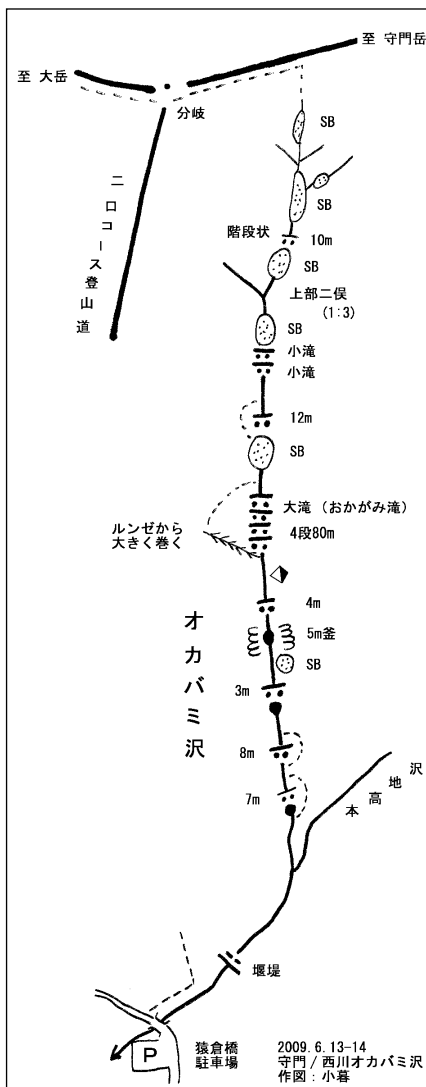 至 守門岳
至 大岳
分岐
SB
二口コース登山道
SB
階段状
10m
SB
上部二俣
(1:3)
SB
小滝
小滝
12m
SB
大滝（おかがみ滝）
4段80m
ルンゼから
大きく巻く
4m
オカバミ沢
5m釜
SB
3m
8m
7m
本高地沢
堰堤
P
猿倉橋
駐車場
2009.6.13-14
守門/西川オカバミ沢
作図：小暮